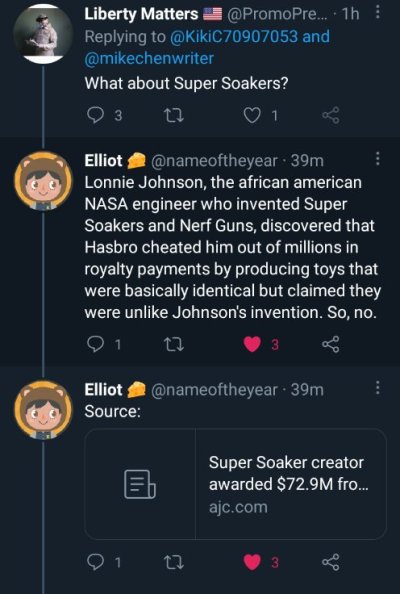 Liberty Matters 🇺🇸 @PromoPre... · 1h
Replying to @KikiC70907053 and
@mikechenwriter
What about Super Soakers?
3 1
Elliot 🧀 @nameoftheyear · 39m
Lonnie Johnson, the african american
NASA engineer who invented Super
Soakers and Nerf Guns, discovered that
Hasbro cheated him out of millions in
royalty payments by producing toys that
were basically identical but claimed they
were unlike Johnson's invention. So, no.
1 3
Elliot 🧀 @nameoftheyear · 39m
Source:
Super Soaker creator
awarded $72.9M fro...
ajc.com
1 3